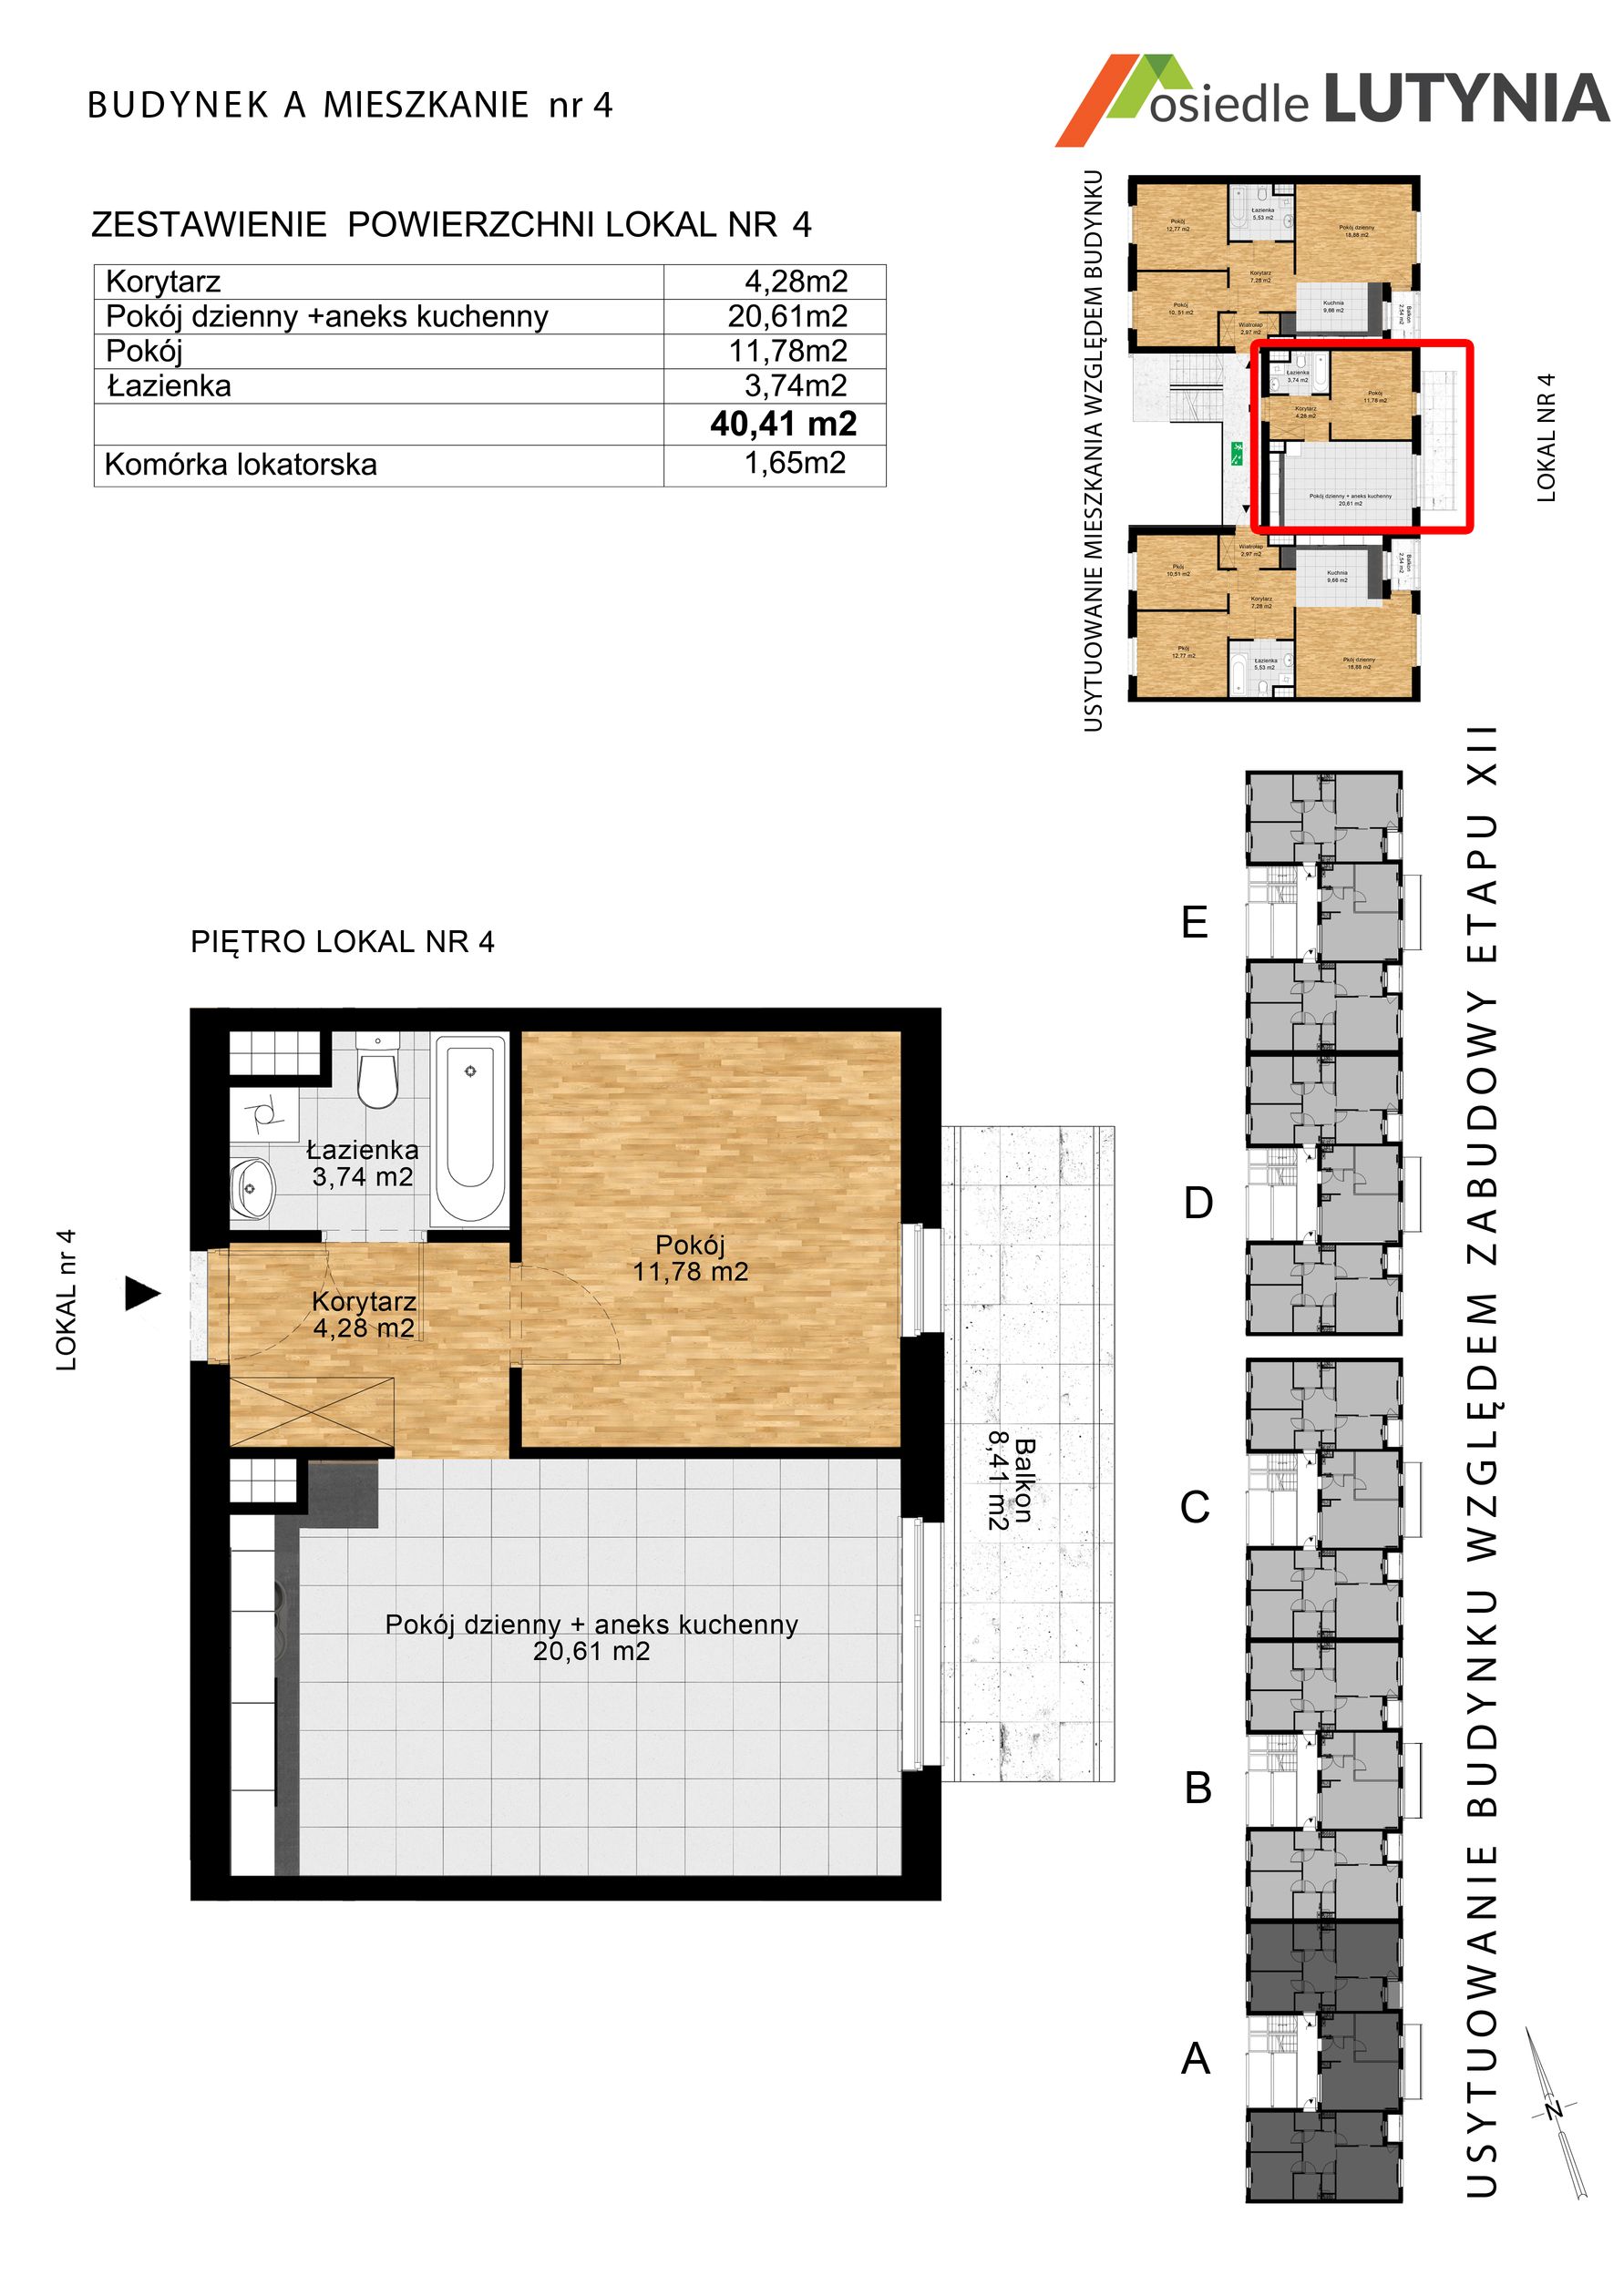 BUDYNEK A MIESZKANIE nr 4
osiedle LUTYNIA
ZESTAWIENIE POWIERZCHNI LOKAL NR 4
Korytarz 4,28m2
Pokój dzienny +aneks kuchenny 20,61m2
Pokój 11,78m2
Łazienka 3,74m2
40,41 m2
Komórka lokatorska 1,65m2
USYTUOWANIE MIESZKANIA WZGLĘDEM BUDYNKU
Pokój
12,77 m2
Łazienka
5,53 m2
Pokój dzienny
18,88 m2
Korytarz
7,28 m2
Pokój
10,51 m2
Kuchnia
9,66 m2
Balkon
2,54 m2
Wiatrołap
2,97 m2
Łazienka
3,74 m2
Pokój
11,78 m2
Korytarz
4,28 m2
Pokój dzienny + aneks kuchenny
20,61 m2
LOKAL NR 4
Wiatrołap
2,97 m2
Pkój
10,51 m2
Kuchnia
9,66 m2
Balkon
2,54 m2
Korytarz
7,28 m2
Pkój
12,77 m2
Łazienka
5,53 m2
Pkój dzienny
18,88 m2
PIĘTRO LOKAL NR 4
LOKAL nr 4
Łazienka
3,74 m2
Pokój
11,78 m2
Korytarz
4,28 m2
Balkon
8,41 m2
Pokój dzienny + aneks kuchenny
20,61 m2
E
D
C
B
A
USYTUOWANIE BUDYNKU WZGLĘDEM ZABUDOWY ETAPU XII
N